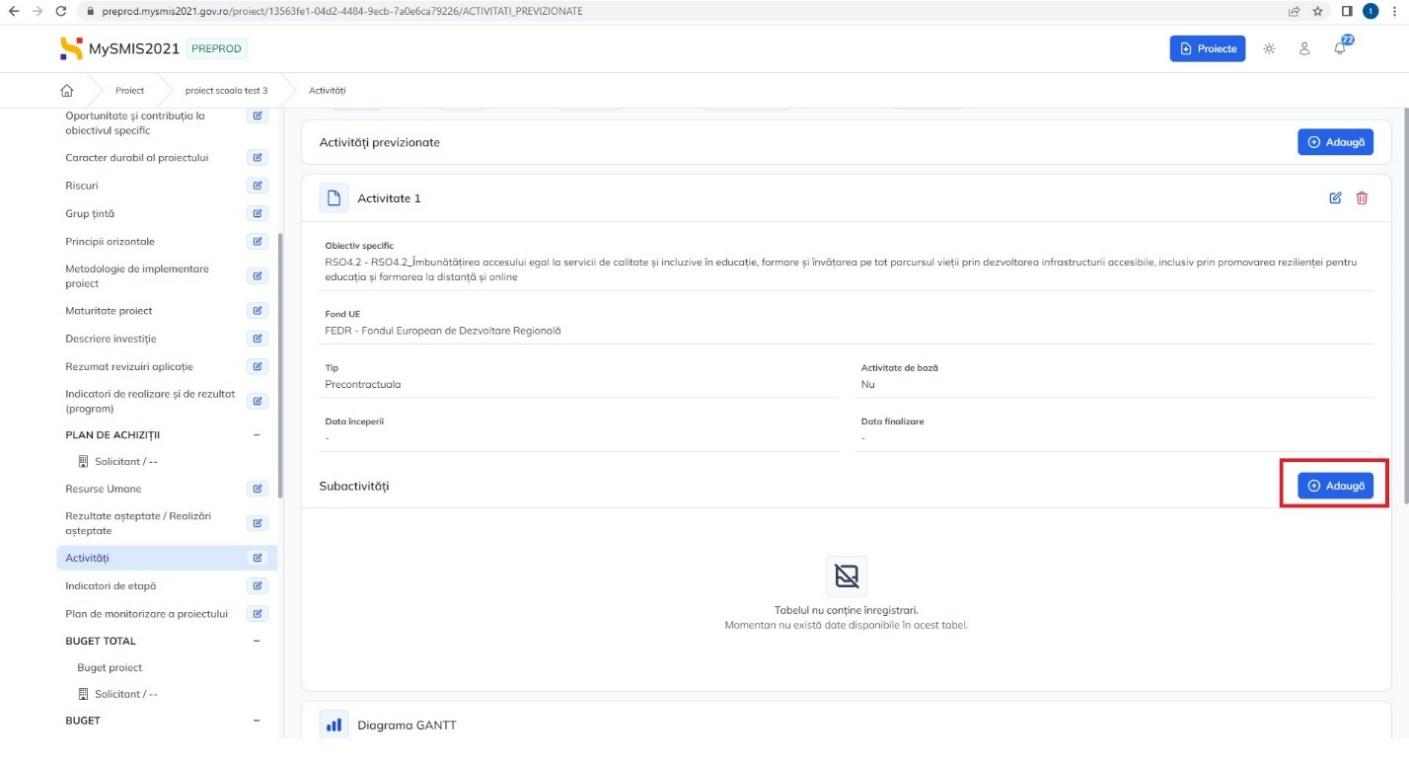 preprod.mysmis2021.gov.ro/proiect/13563fe1-04d2-4484-9ecb-7a0e6ca79226/ACTIVITATI_PREVIZIONATE
t
MySMIS2021 PREPROD
Proiecte
72
Proiect
proiect scoala test 3
Activități
Oportunitate și contribuția la
obiectivul specific
Caracter durabil al proiectului
Riscuri
Grup țintă
Principii orizontale
Metodologie de implementare
proiect
Maturitate proiect
Descriere investiție
Rezumat revizuiri aplicație
Indicatori de realizare și de rezultat
(program)
PLAN DE ACHIZIȚII –
Solicitant / --
Resurse Umane
Rezultate așteptate / Realizări
așteptate
Activități
Indicatori de etapă
Plan de monitorizare a proiectului
BUGET TOTAL –
Buget proiect
Solicitant / --
BUGET –
Activități previzionate
Adaugă
Activitate 1
Obiectiv specific
RSO4.2 - RSO4.2_Îmbunătățirea accesului egal la servicii de calitate și incluzive în educație, formare și învățarea pe tot parcursul vieții prin dezvoltarea infrastructurii accesibile, inclusiv prin promovarea rezilienței pentru
educația și formarea la distanță și online
Fond UE
FEDR - Fondul European de Dezvoltare Regională
Tip
Precontractuala
Activitate de bază
Nu
Data începerii
-
Data finalizare
-
Subactivități
Adaugă
Tabelul nu conține înregistrari.
Momentan nu există date disponibile în acest tabel.
Diagrama GANTT